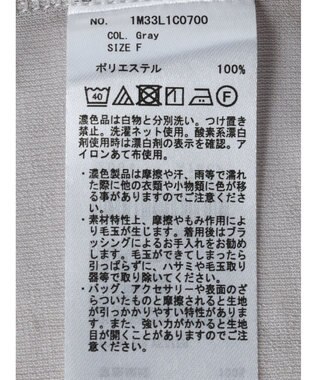 NO. 1M33L1C0700
COL. Gray
SIZE F
ポリエステル 100%
40 F
濃色品は白物と分別洗い。つけ置
き禁止。洗濯ネット使用。酸素系漂白
剤使用時は漂白剤の表示を確認。ア
イロンあて布使用。
・濃色製品は摩擦や汗、雨等で濡れ
た際に他の衣類や小物類に色が移
る事がありますのでご注意くださ
い。
・素材特性上、摩擦やもみ作用によ
り毛玉が生じます。着用後はブラ
ッシングによるお手入れをお勧め
します。毛玉ができてしまったら
引っぱらずに、ハサミや毛玉取り
器等で取り除いてください。
・バッグ、アクセサリーや表面のざ
らついたものと摩擦されると生地
が引っかかりやすい特性がありま
す。また、強い力がかかると生地
目が開くことがありますのでご注
意ください。